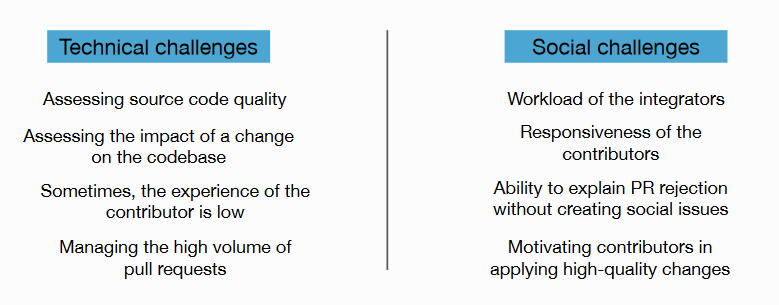 Technical challenges
Assessing source code quality
Assessing the impact of a change
on the codebase
Sometimes, the experience of the
contributor is low
Managing the high volume of
pull requests
Social challenges
Workload of the integrators
Responsiveness of the
contributors
Ability to explain PR rejection
without creating social issues
Motivating contributors in
applying high-quality changes